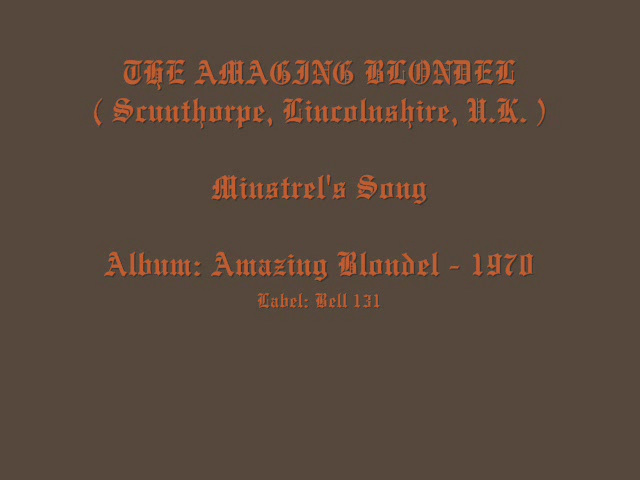 THE AMAGING BLONDEL
( Scunthorpe, Lincolnshire, U.K. )
Minstrel's Song
Album: Amazing Blondel - 1970
Label: Bell 131